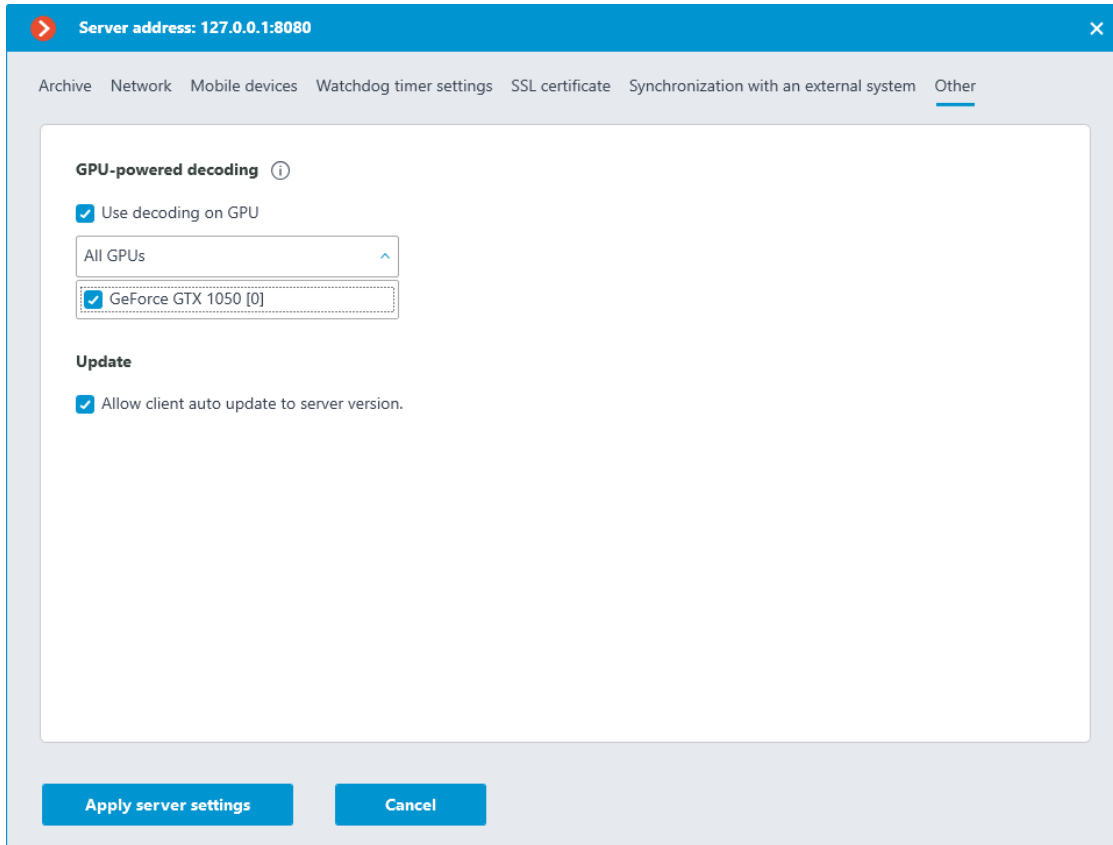 Server address: 127.0.0.1:8080
Archive Network Mobile devices Watchdog timer settings SSL certificate Synchronization with an external system Other
GPU-powered decoding
Use decoding on GPU
All GPUs
GeForce GTX 1050 [0]
Update
Allow client auto update to server version.
Apply server settings Cancel